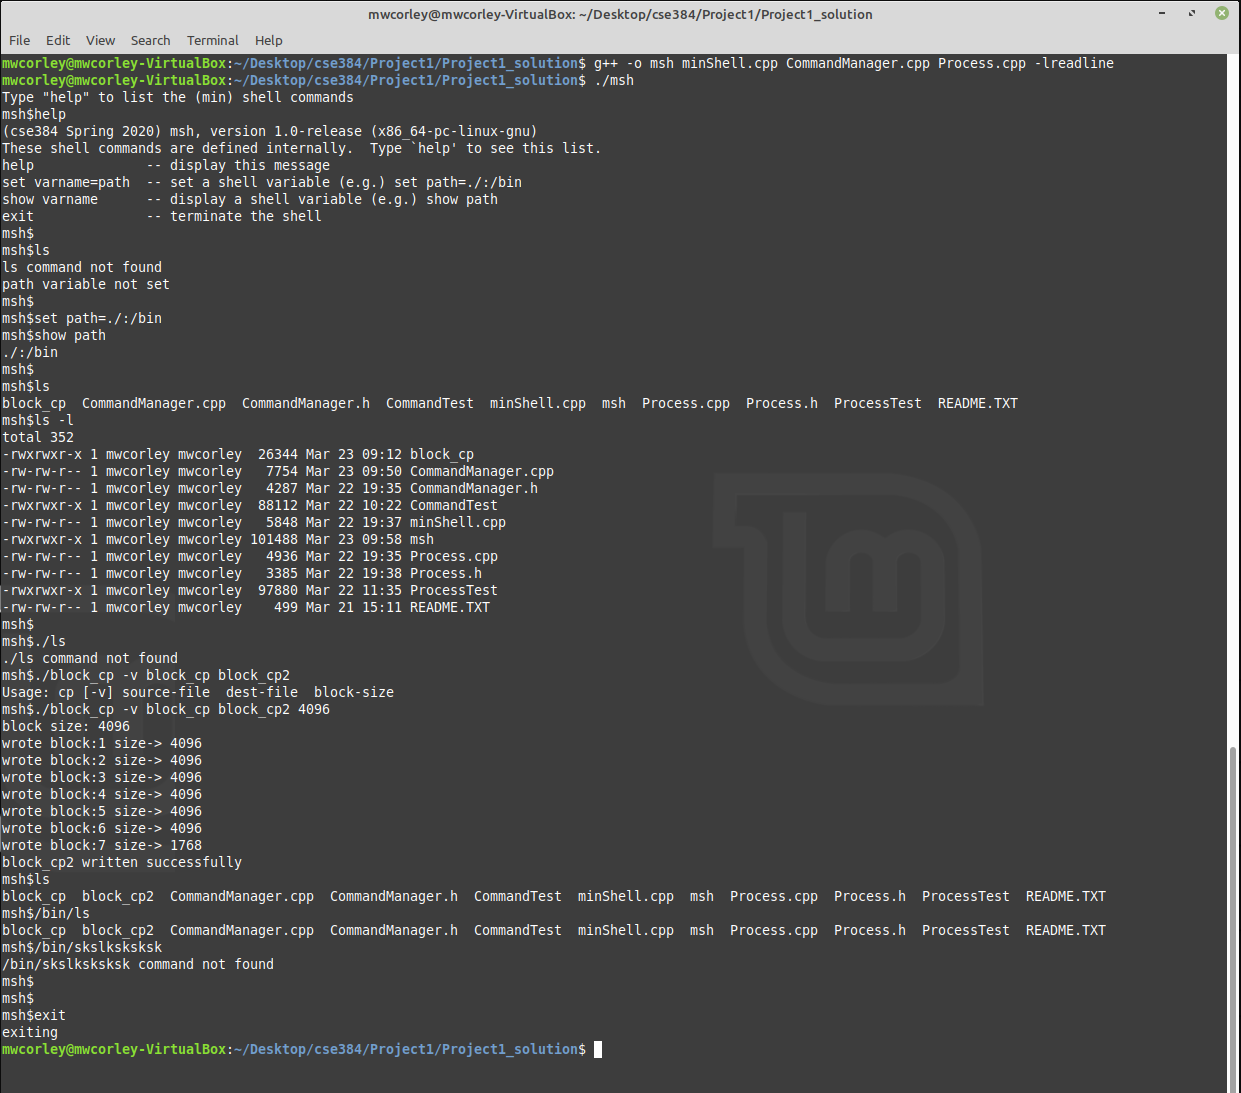 mwcorley@mwcorley-VirtualBox: ~/Desktop/cse384/Project1/Project1_solution
File Edit View Search Terminal Help
mwcorley@mwcorley-VirtualBox:~/Desktop/cse384/Project1/Project1_solution$ g++ -o msh minShell.cpp CommandManager.cpp Process.cpp -lreadline
mwcorley@mwcorley-VirtualBox:~/Desktop/cse384/Project1/Project1_solution$ ./msh
Type "help" to list the (min) shell commands
msh$help
(cse384 Spring 2020) msh, version 1.0-release (x86_64-pc-linux-gnu)
These shell commands are defined internally.  Type `help' to see this list.
help              -- display this message
set varname=path  -- set a shell variable (e.g.) set path=./:/bin
show varname      -- display a shell variable (e.g.) show path
exit              -- terminate the shell
msh$
msh$ls
ls command not found
path variable not set
msh$
msh$set path=./:/bin
msh$show path
./:/bin
msh$
msh$ls
block_cp  CommandManager.cpp  CommandManager.h  CommandTest  minShell.cpp  msh  Process.cpp  Process.h  ProcessTest  README.TXT
msh$ls -l
total 352
-rwxrwxr-x 1 mwcorley mwcorley  26344 Mar 23 09:12 block_cp
-rw-rw-r-- 1 mwcorley mwcorley   7754 Mar 23 09:50 CommandManager.cpp
-rw-rw-r-- 1 mwcorley mwcorley   4287 Mar 22 19:35 CommandManager.h
-rwxrwxr-x 1 mwcorley mwcorley  88112 Mar 22 10:22 CommandTest
-rw-rw-r-- 1 mwcorley mwcorley   5848 Mar 22 19:37 minShell.cpp
-rwxrwxr-x 1 mwcorley mwcorley 101488 Mar 23 09:58 msh
-rw-rw-r-- 1 mwcorley mwcorley   4936 Mar 22 19:35 Process.cpp
-rw-rw-r-- 1 mwcorley mwcorley   3385 Mar 22 19:38 Process.h
-rwxrwxr-x 1 mwcorley mwcorley  97880 Mar 22 11:35 ProcessTest
-rw-rw-r-- 1 mwcorley mwcorley    499 Mar 21 15:11 README.TXT
msh$
msh$./ls
./ls command not found
msh$./block_cp -v block_cp block_cp2
Usage: cp [-v] source-file  dest-file  block-size
msh$./block_cp -v block_cp block_cp2 4096
block size: 4096
wrote block:1 size-> 4096
wrote block:2 size-> 4096
wrote block:3 size-> 4096
wrote block:4 size-> 4096
wrote block:5 size-> 4096
wrote block:6 size-> 4096
wrote block:7 size-> 1768
block_cp2 written successfully
msh$ls
block_cp  block_cp2  CommandManager.cpp  CommandManager.h  CommandTest  minShell.cpp  msh  Process.cpp  Process.h  ProcessTest  README.TXT
msh$/bin/ls
block_cp  block_cp2  CommandManager.cpp  CommandManager.h  CommandTest  minShell.cpp  msh  Process.cpp  Process.h  ProcessTest  README.TXT
msh$/bin/skslksksksk
/bin/skslksksksk command not found
msh$
msh$
msh$exit
exiting
mwcorley@mwcorley-VirtualBox:~/Desktop/cse384/Project1/Project1_solution$